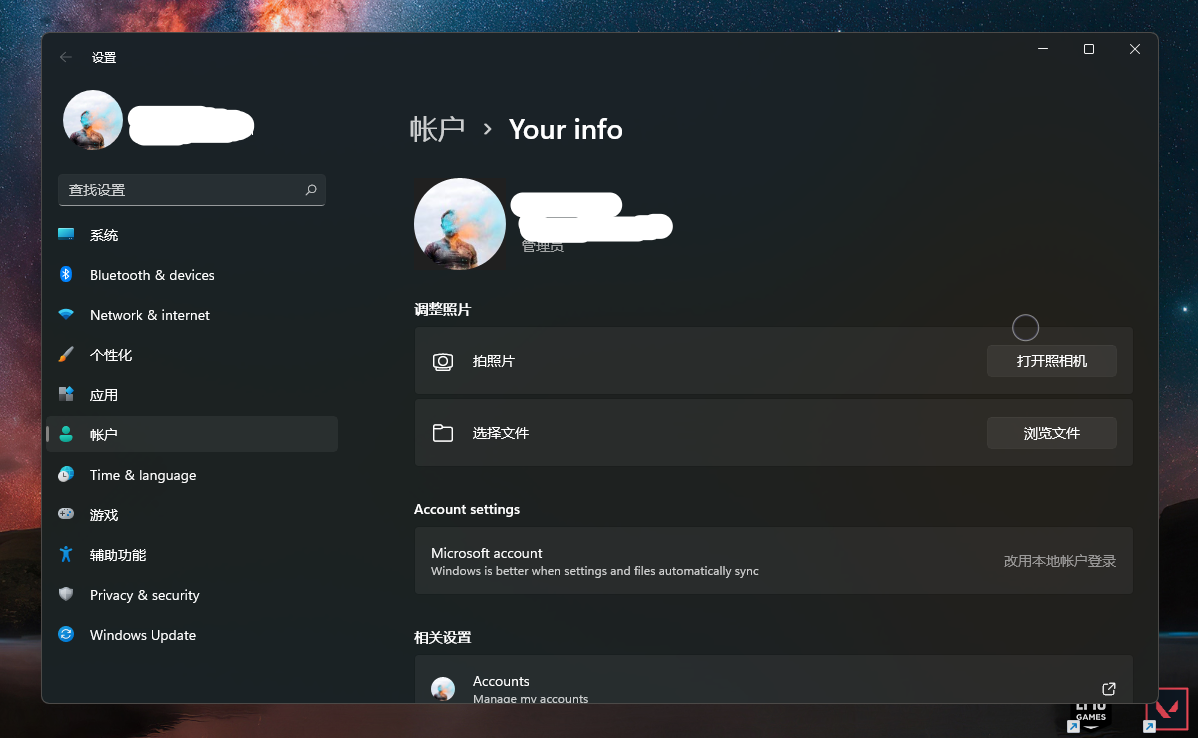 设置
帐户 › Your info
查找设置
系统
Bluetooth & devices
Network & internet
个性化
应用
帐户
Time & language
游戏
辅助功能
Privacy & security
Windows Update
管理员
调整照片
拍照片
打开照相机
选择文件
浏览文件
Account settings
Microsoft account
Windows is better when settings and files automatically sync
改用本地帐户登录
相关设置
Accounts
Manage my accounts
GAMES